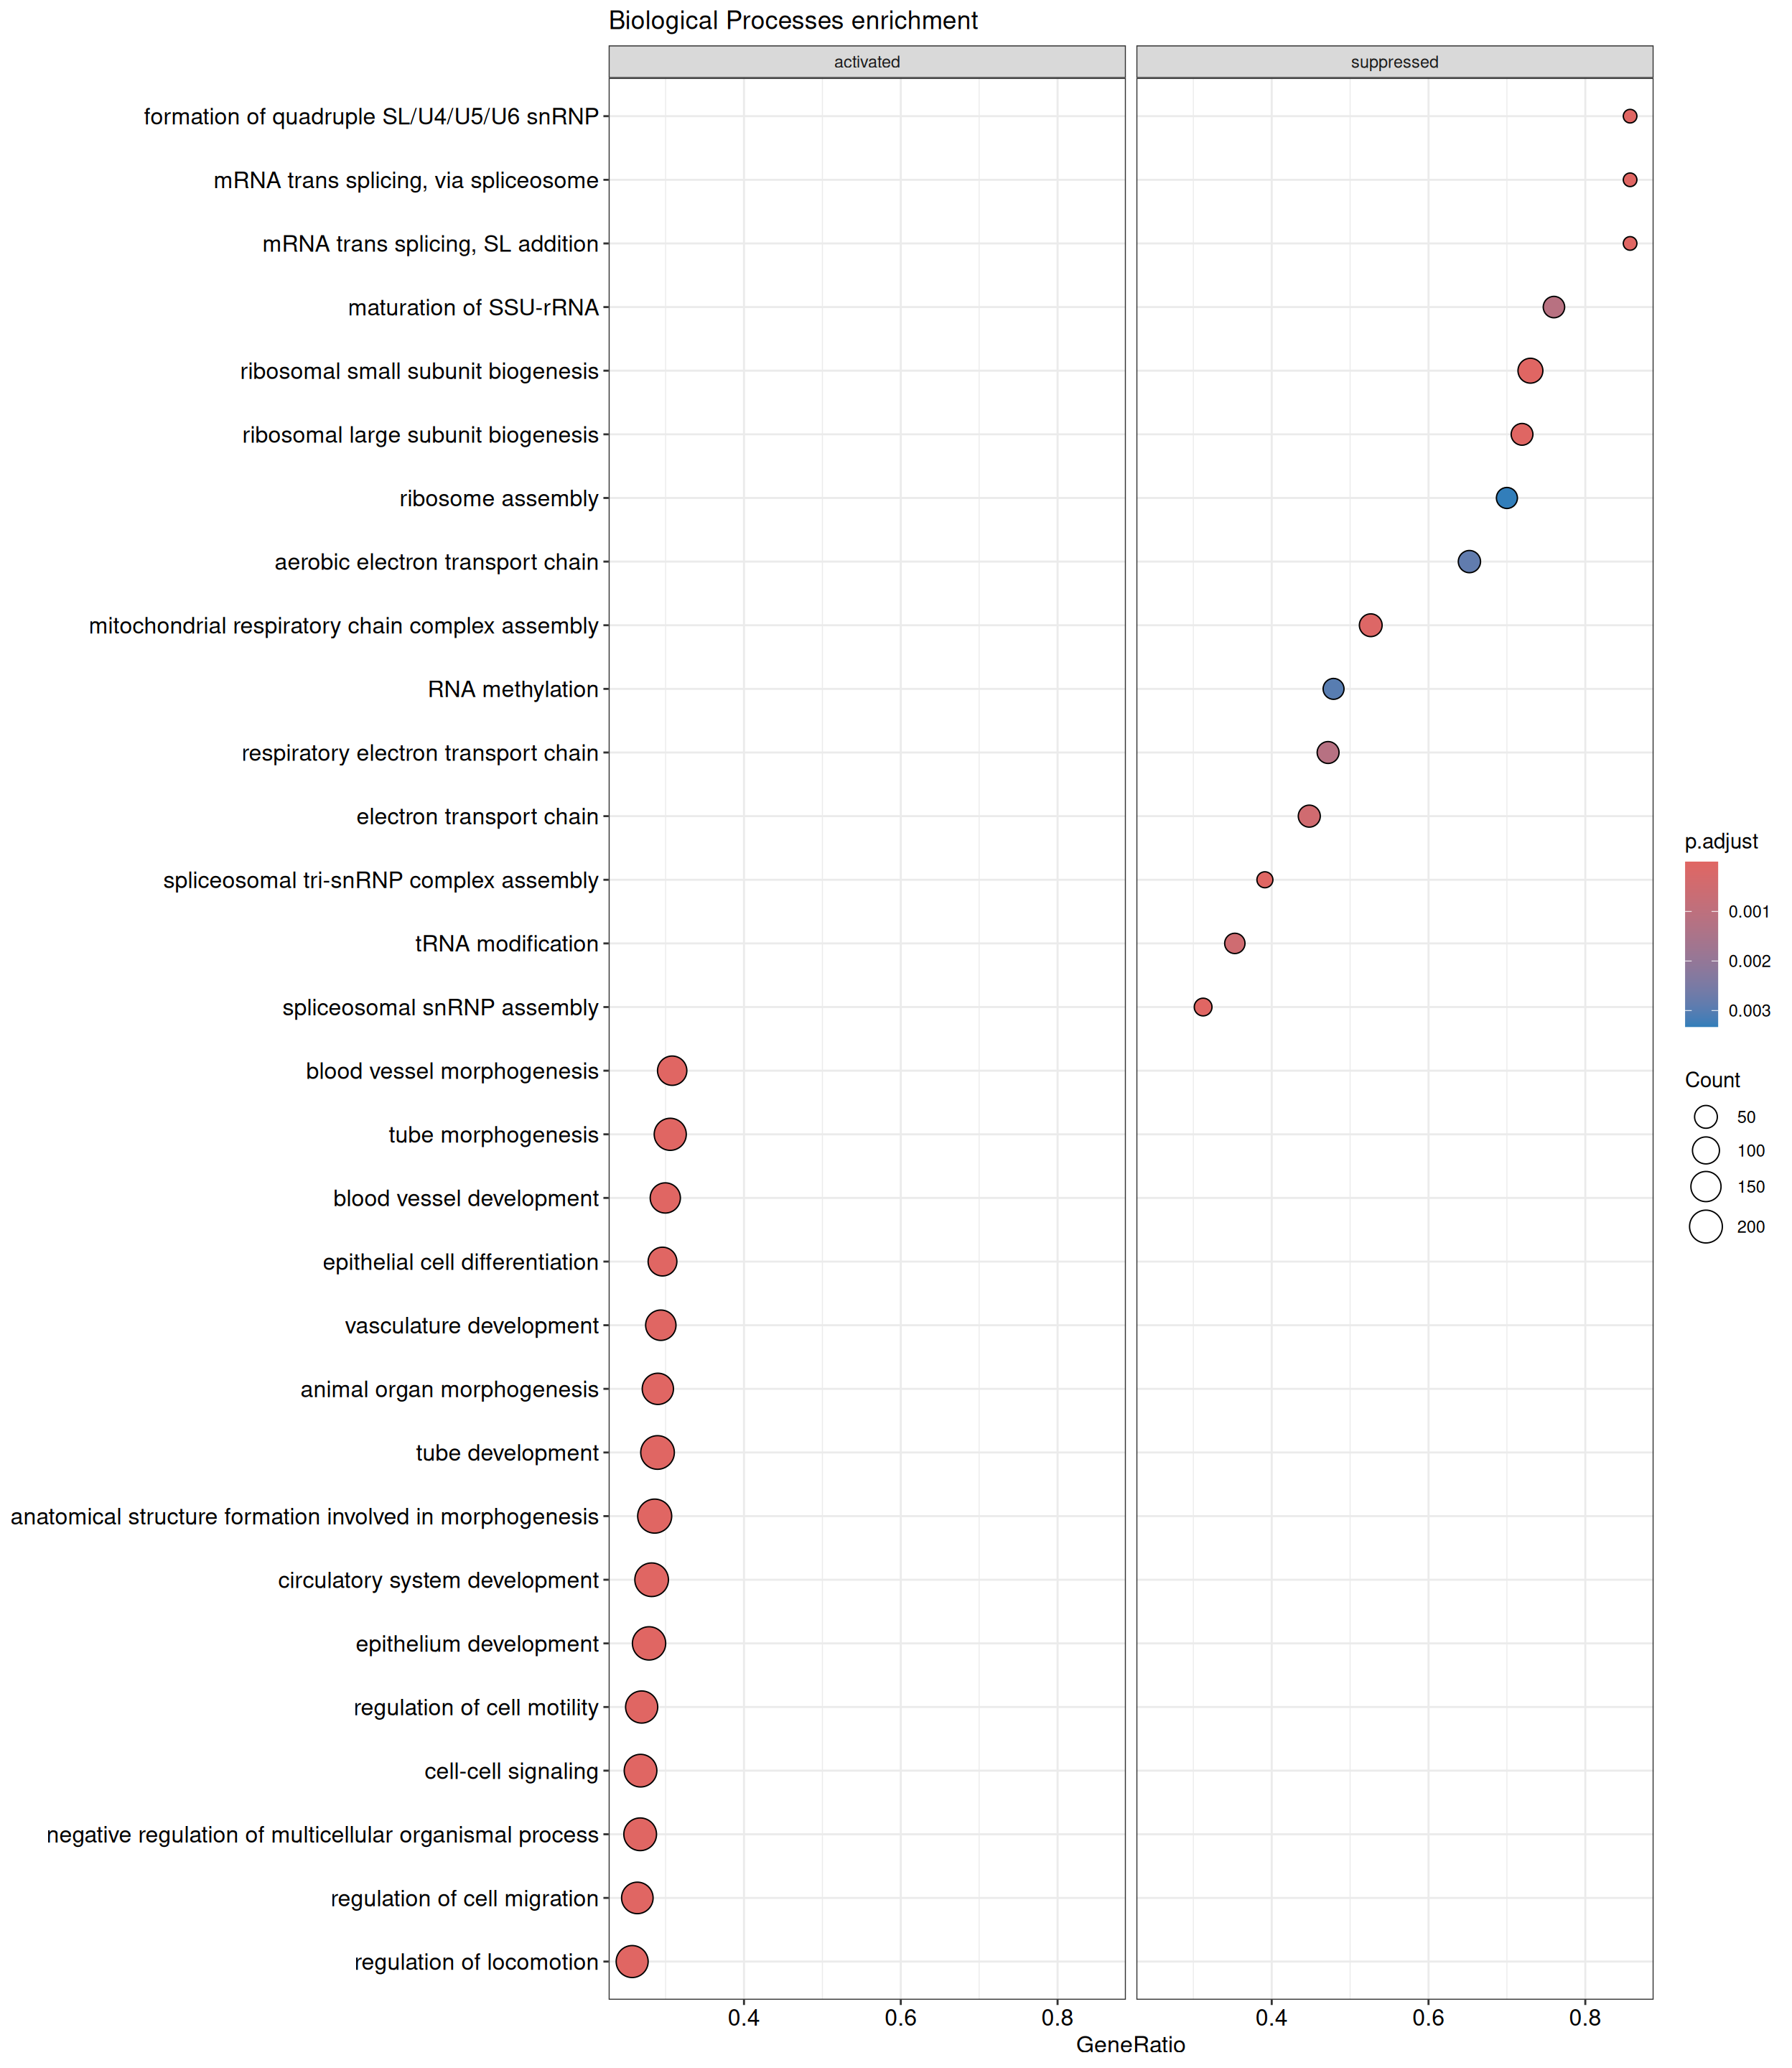 Biological Processes enrichment
activated
suppressed
formation of quadruple SL/U4/U5/U6 snRNP
mRNA trans splicing, via spliceosome
mRNA trans splicing, SL addition
maturation of SSU-rRNA
ribosomal small subunit biogenesis
ribosomal large subunit biogenesis
ribosome assembly
aerobic electron transport chain
mitochondrial respiratory chain complex assembly
RNA methylation
respiratory electron transport chain
electron transport chain
spliceosomal tri-snRNP complex assembly
tRNA modification
spliceosomal snRNP assembly
blood vessel morphogenesis
tube morphogenesis
blood vessel development
epithelial cell differentiation
vasculature development
animal organ morphogenesis
tube development
anatomical structure formation involved in morphogenesis
circulatory system development
epithelium development
regulation of cell motility
cell-cell signaling
negative regulation of multicellular organismal process
regulation of cell migration
regulation of locomotion
0.4 0.6 0.8
0.4 0.6 0.8
GeneRatio
p.adjust
0.001
0.002
0.003
Count
50
100
150
200